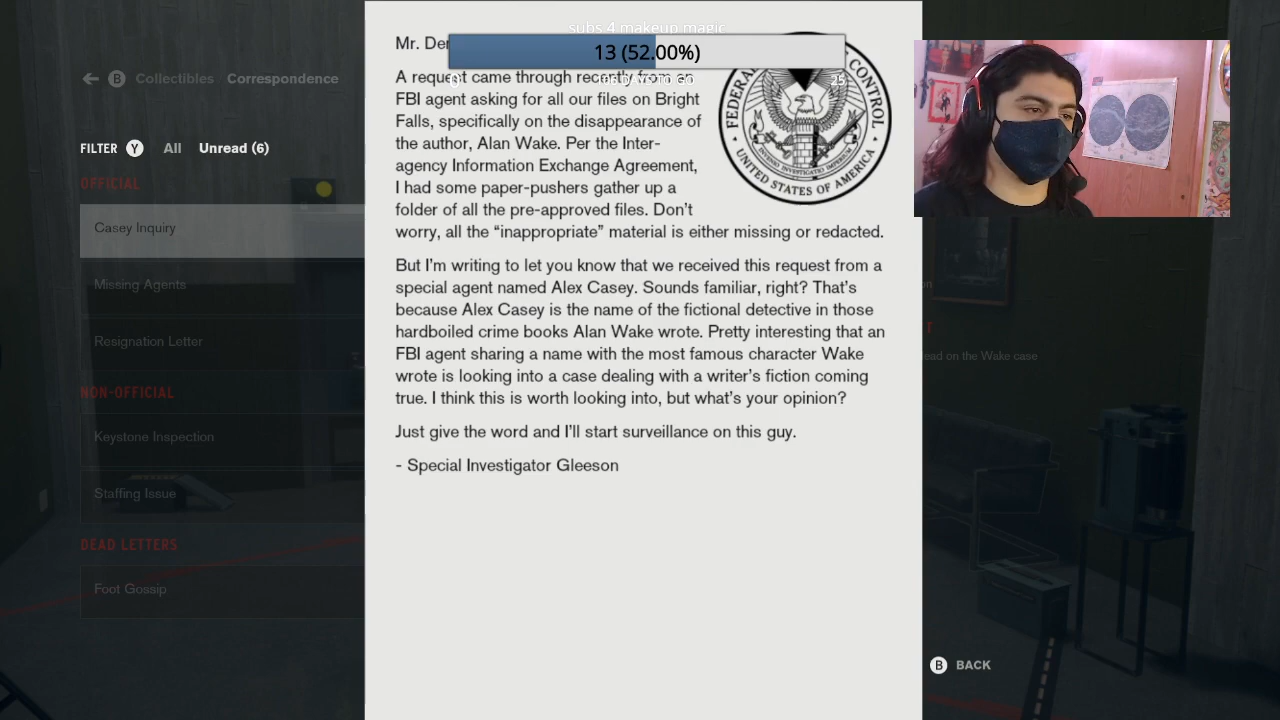 subs 4 makeup magic
Mr. Der
13 (52.00%)
0
DAYS TO GO
25
A request came through recently from an
FBI agent asking for all our files on Bright
Falls, specifically on the disappearance of
the author, Alan Wake. Per the Inter-
agency Information Exchange Agreement,
I had some paper-pushers gather up a
folder of all the pre-approved files. Don't
worry, all the “inappropriate” material is either missing or redacted.
But I'm writing to let you know that we received this request from a
special agent named Alex Casey. Sounds familiar, right? That's
because Alex Casey is the name of the fictional detective in those
hardboiled crime books Alan Wake wrote. Pretty interesting that an
FBI agent sharing a name with the most famous character Wake
wrote is looking into a case dealing with a writer's fiction coming
true. I think this is worth looking into, but what's your opinion?
Just give the word and I'll start surveillance on this guy.
- Special Investigator Gleeson
FEDERAL CONTROL
UNITED STATES OF AMERICA
B Collectibles Correspondence
FILTER Y All Unread (6)
OFFICIAL
Casey Inquiry
Missing Agents
Resignation Letter
NON-OFFICIAL
Keystone Inspection
Staffing Issue
DEAD LETTERS
Foot Gossip
on
T
ead on the Wake case
B BACK